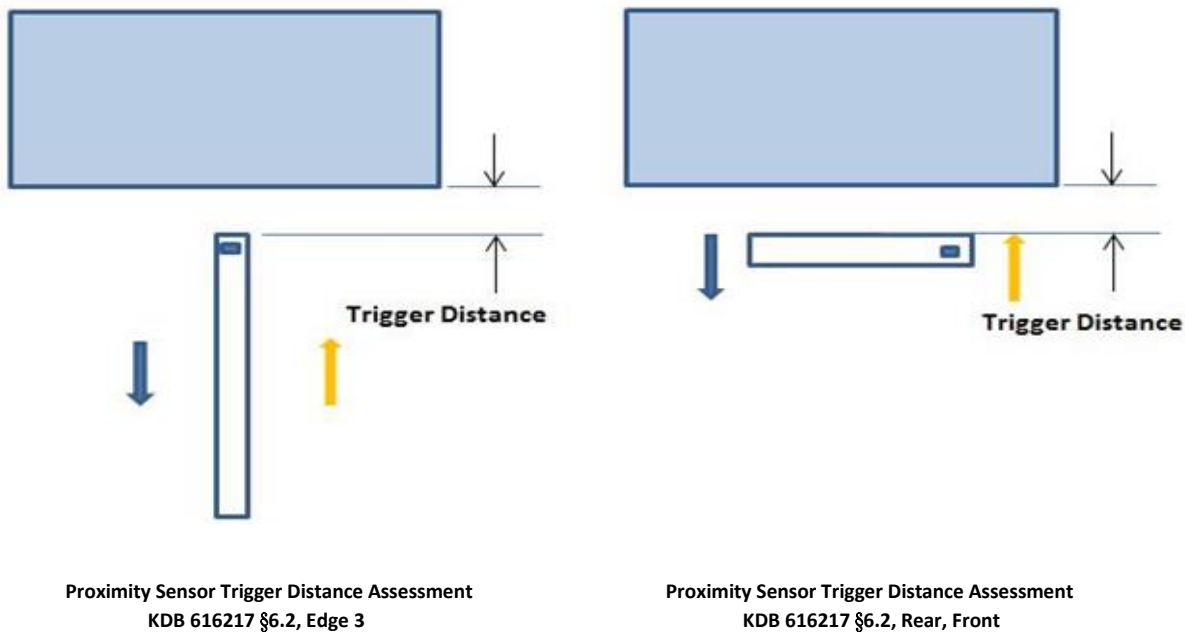 Trigger Distance
Trigger Distance
Proximity Sensor Trigger Distance Assessment
KDB 616217 §6.2, Edge 3
Proximity Sensor Trigger Distance Assessment
KDB 616217 §6.2, Rear, Front